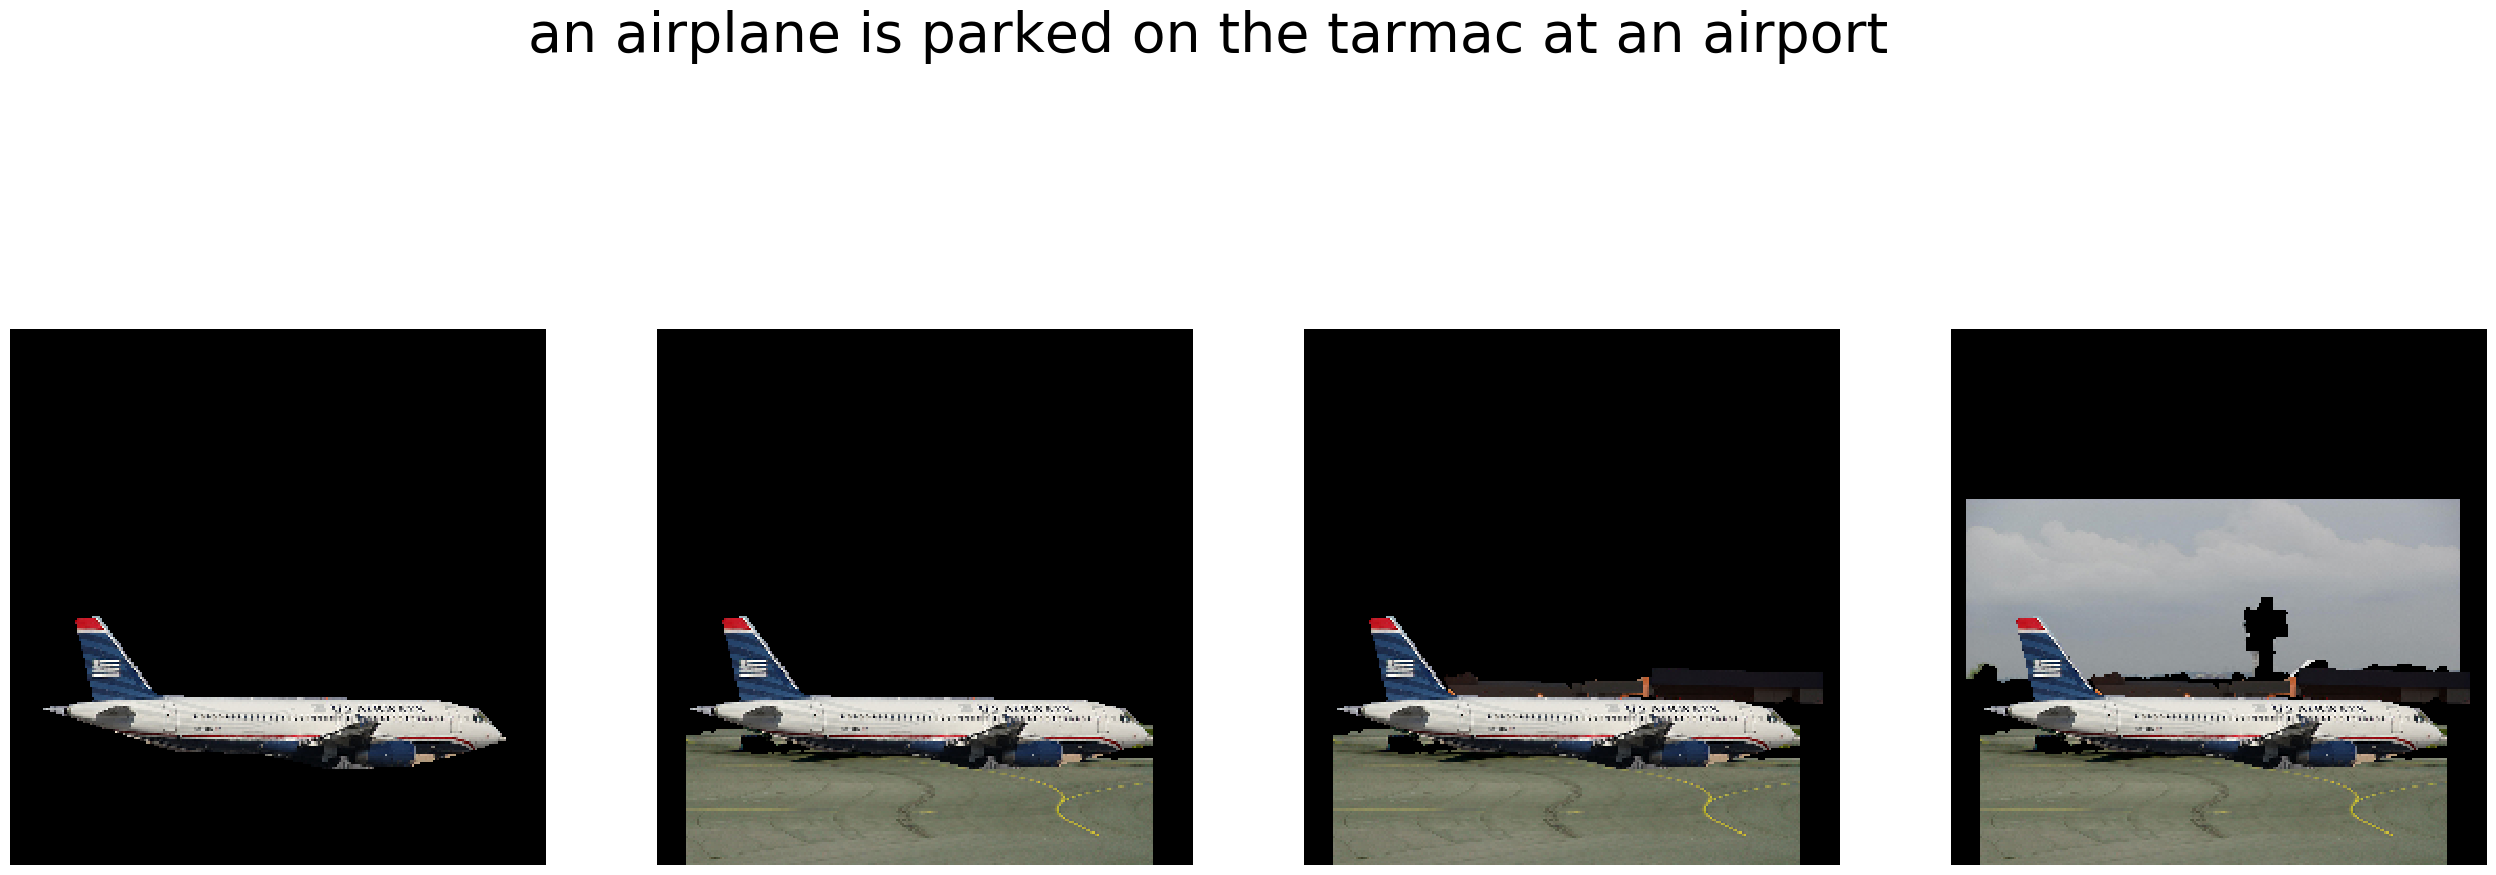 an airplane is parked on the tarmac at an airport